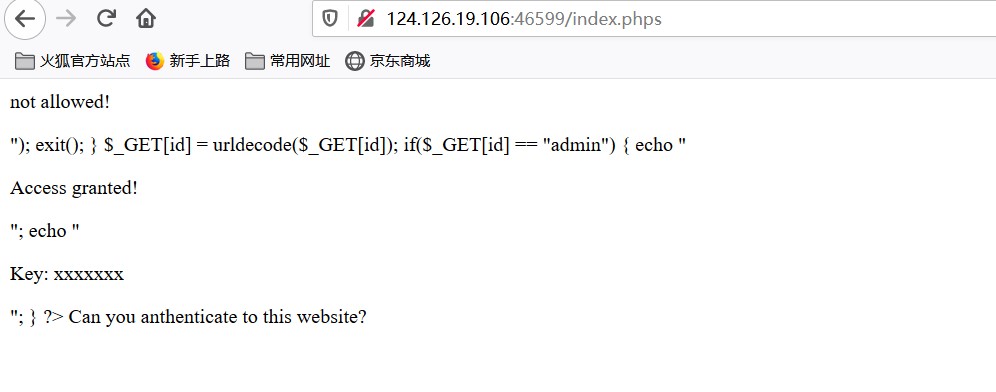 124.126.19.106:46599/index.phps
火狐官方站点 新手上路 常用网址 京东商城
not allowed!
"); exit(); } $_GET[id] = urldecode($_GET[id]); if($_GET[id] == "admin") { echo "
Access granted!
"; echo "
Key: xxxxxxx
"; } ?> Can you anthenticate to this website?